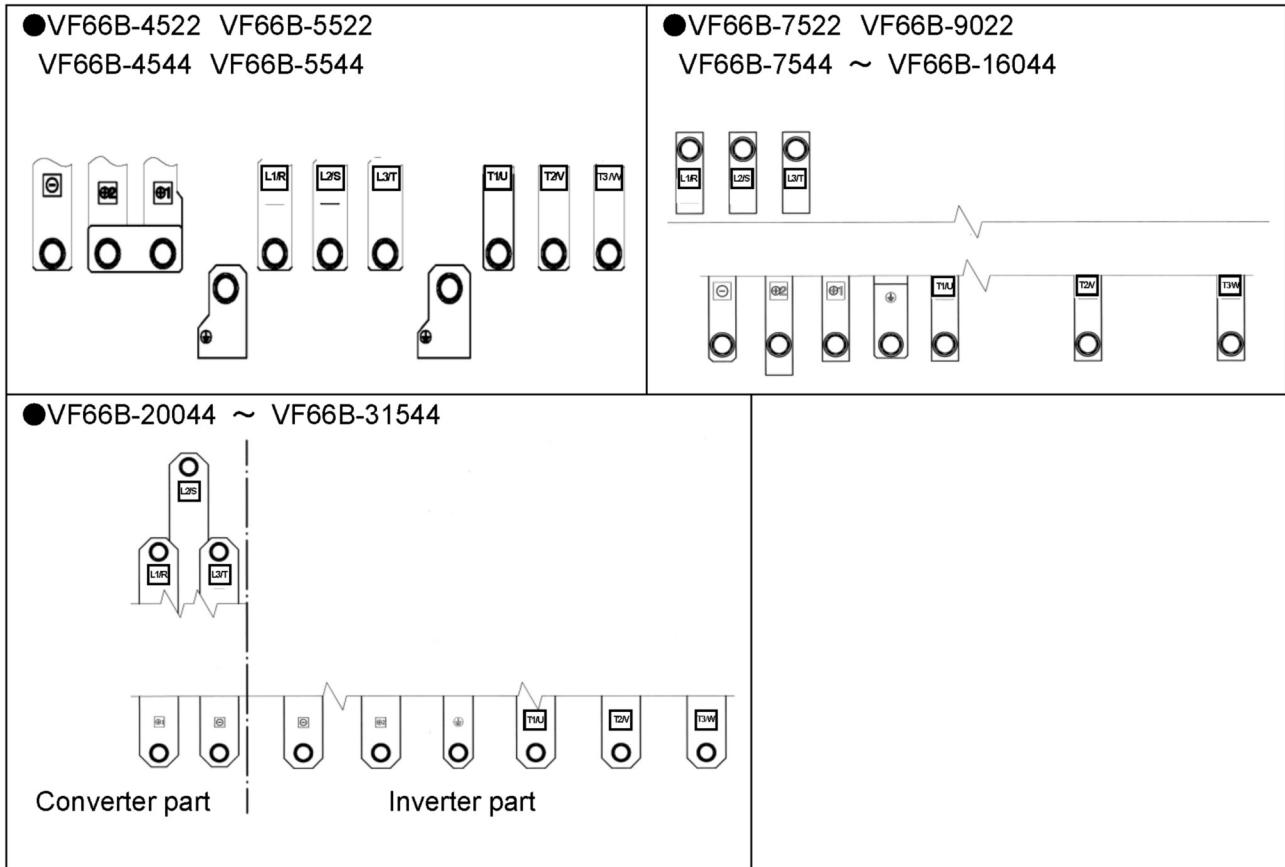 ●VF66B-4522 VF66B-5522
VF66B-4544 VF66B-5544
⊖ ⊕2 ⊕1 L1/R L2/S L3/T T1/U T2/V T3/W
●VF66B-7522 VF66B-9022
VF66B-7544 ～ VF66B-16044
L1/R L2/S L3/T
⊖ ⊕2 ⊕1 T1/U T2/V T3/W
●VF66B-20044 ～ VF66B-31544
L2/S
L1/R L3/T
⊕1 ⊖ ⊖ ⊕2 T1/U T2/V T3/W
Converter part Inverter part